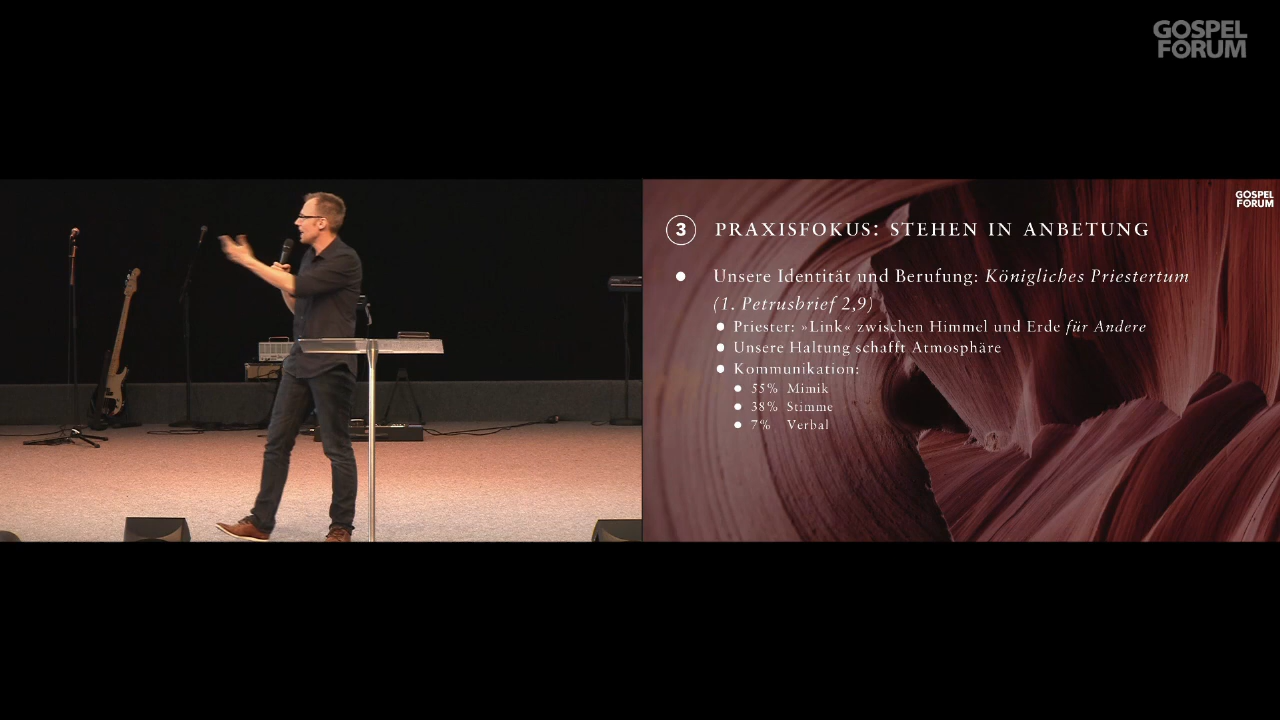 GOSPEL
FORUM
GOSPEL
FORUM
3 PRAXISFOKUS: STEHEN IN ANBETUNG
● Unsere Identität und Berufung: Königliches Priestertum
(1. Petrusbrief 2,9)
● Priester: »Link« zwischen Himmel und Erde für Andere
● Unsere Haltung schafft Atmosphäre
● Kommunikation:
● 55% Mimik
● 38% Stimme
● 7% Verbal